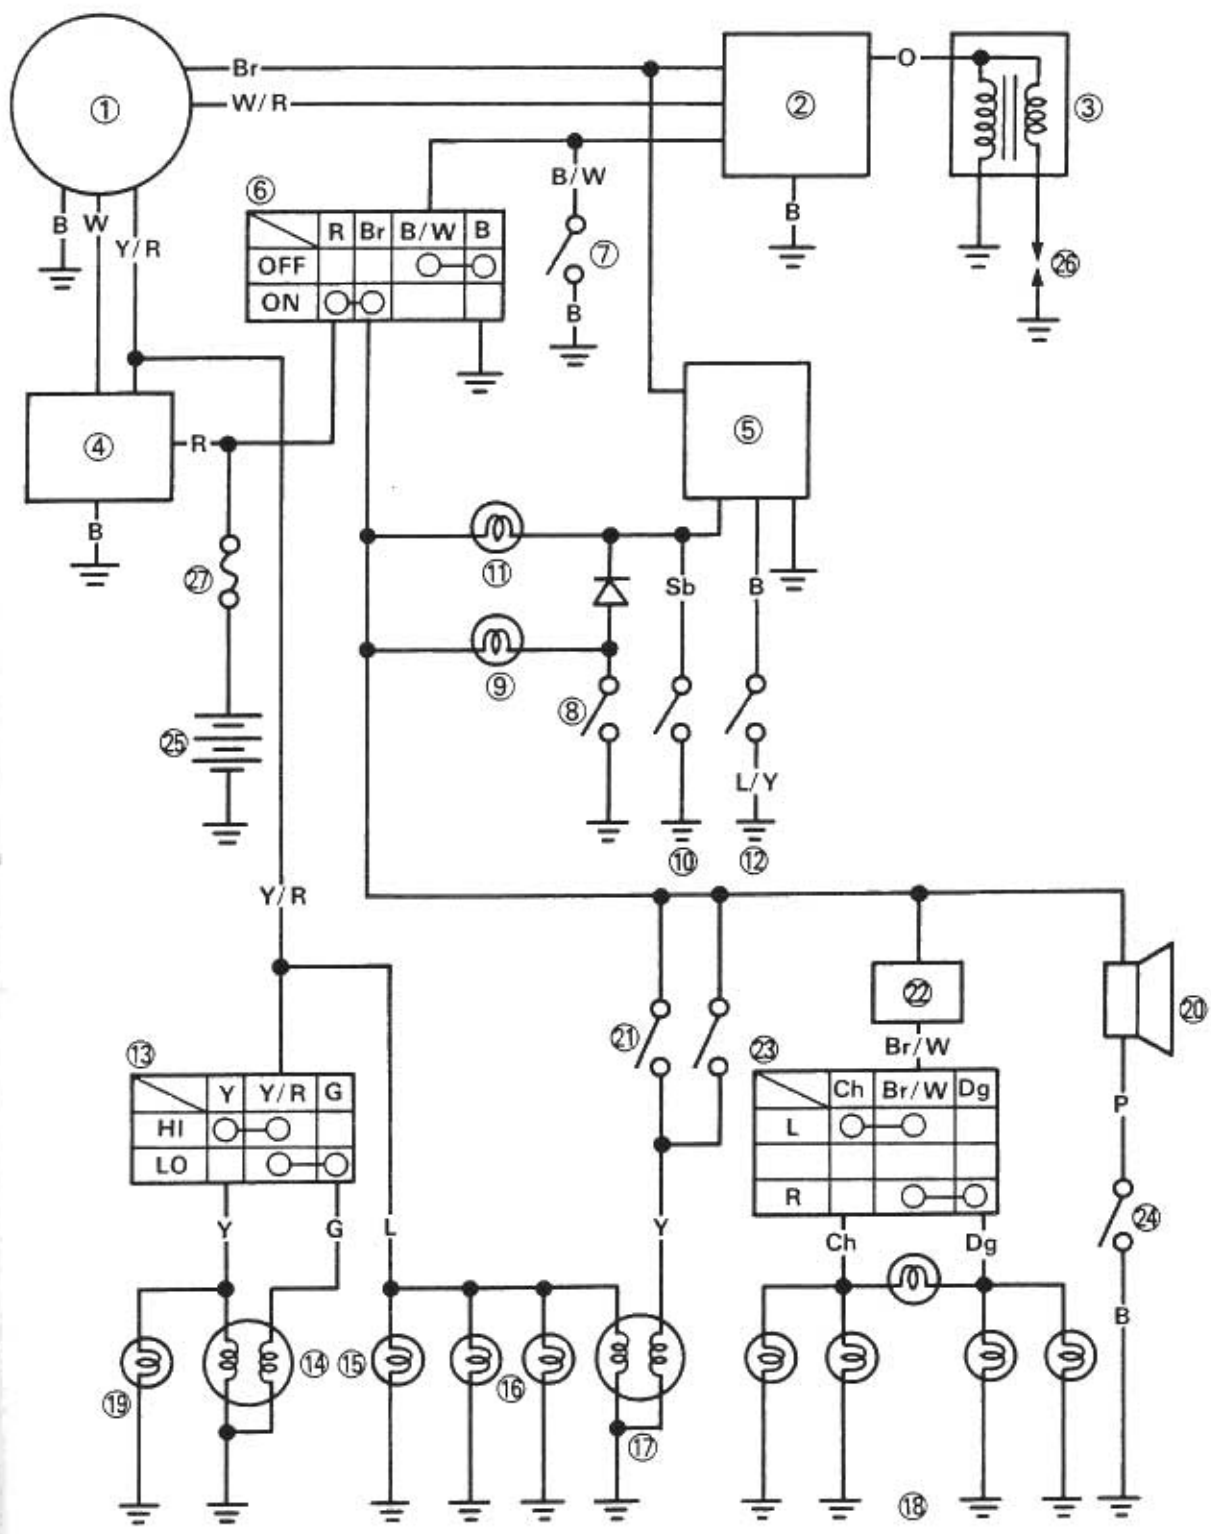 Br
O
①
W/R
②
③
B/W
⑥
B
W
Y/R
R Br B/W B
OFF
ON
⑦
B
B
㉖
④
R
⑤
B
㉗
⑪
Sb
B
⑨
⑧
㉕
L/Y
⑩
⑫
Y/R
㉑
㉒
⑳
⑬
Br/W
㉓
Y Y/R G
HI
LO
Ch Br/W Dg
L
R
P
㉔
Y
G
L
Y
Ch
Dg
B
⑭
⑮
⑯
⑲
⑰
⑱